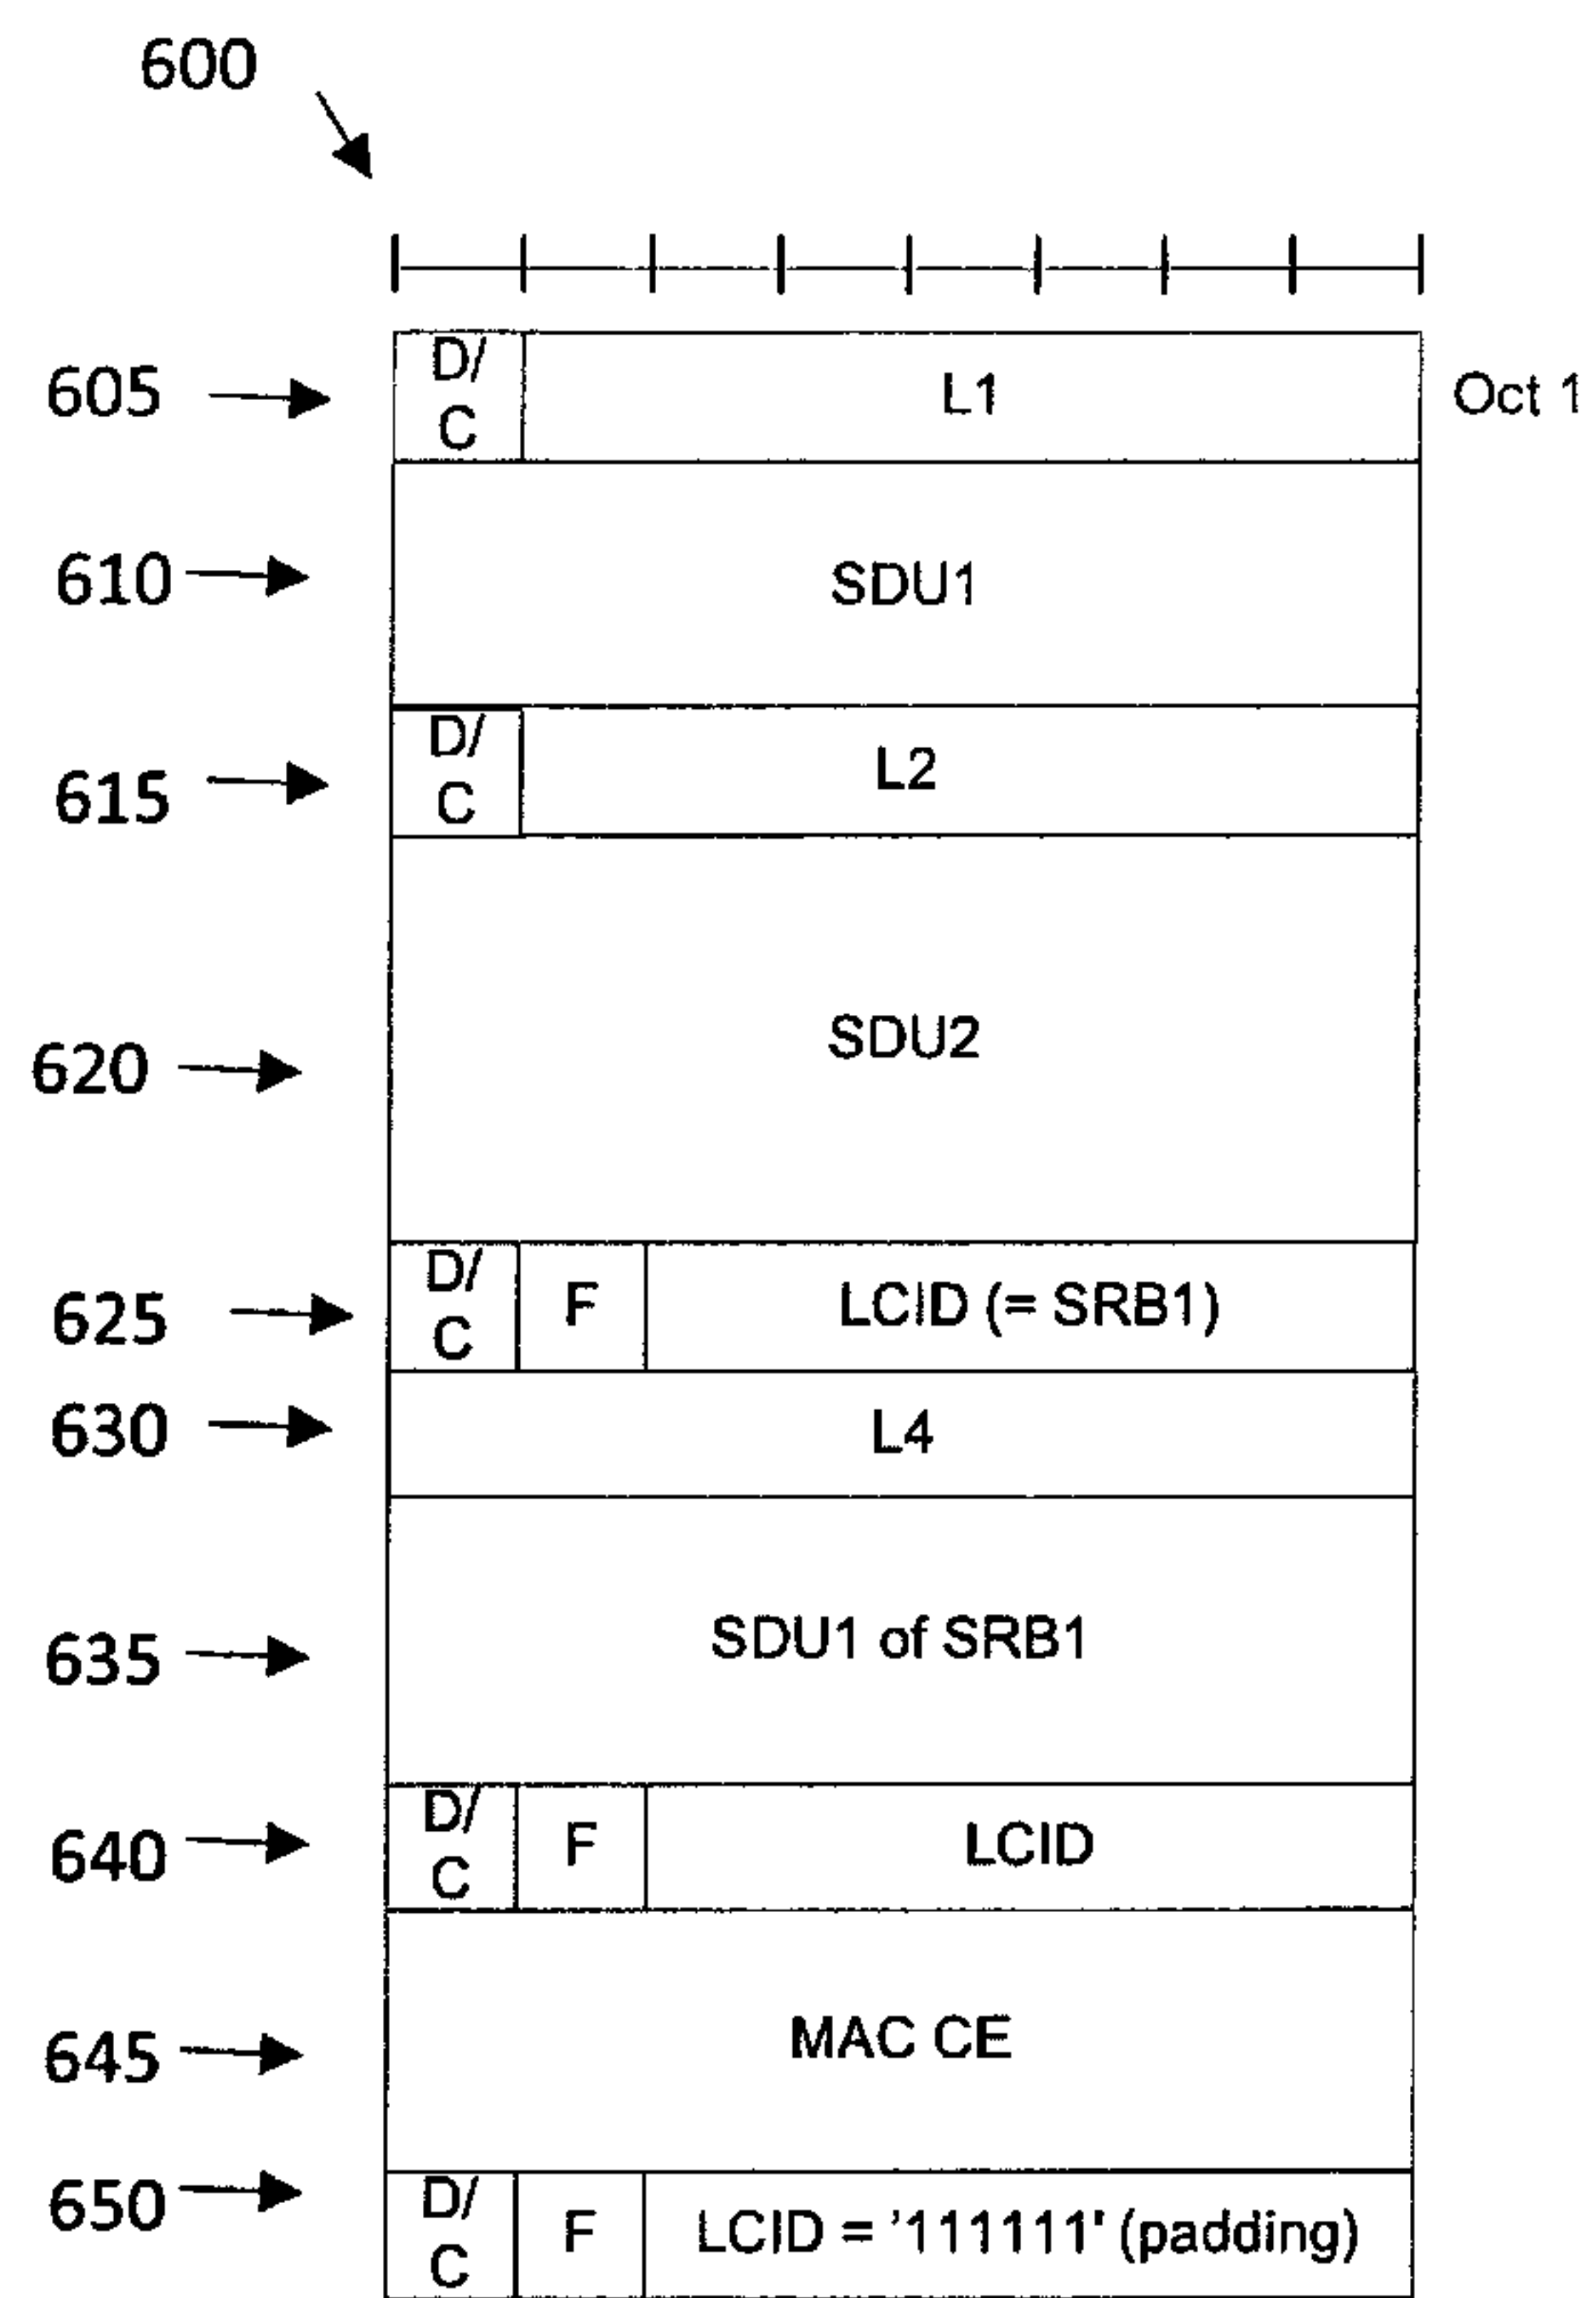 600
605 D/C L1 Oct 1
610 SDU1
615 D/C L2
620 SDU2
625 D/C F LCID (= SRB1)
630 L4
635 SDU1 of SRB1
640 D/C F LCID
645 MAC CE
650 D/C F LCID = '111111' (padding)